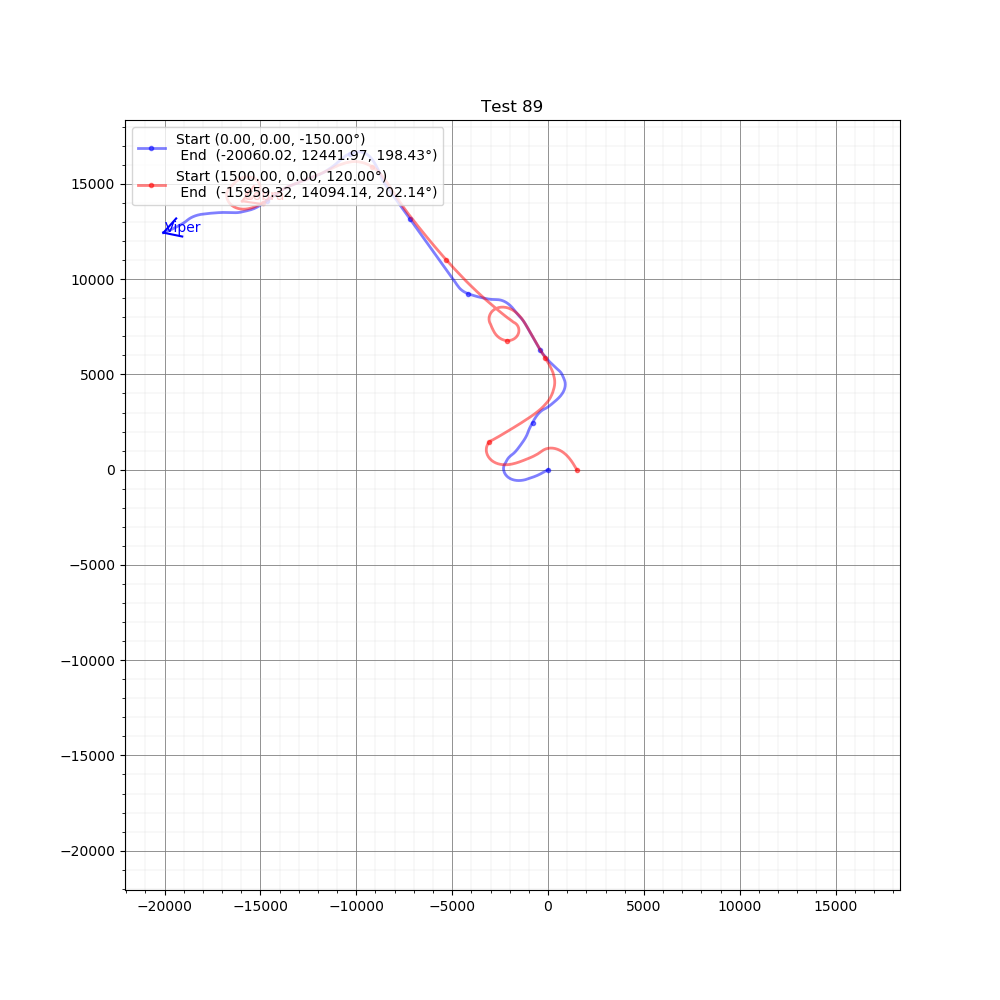 Test 89
Start (0.00, 0.00, -150.00°)
End  (-20060.02, 12441.97, 198.43°)
Start (1500.00, 0.00, 120.00°)
End  (-15959.32, 14094.14, 202.14°)
Viper
15000
10000
5000
0
−5000
−10000
−15000
−20000
−20000 −15000 −10000 −5000 0 5000 10000 15000